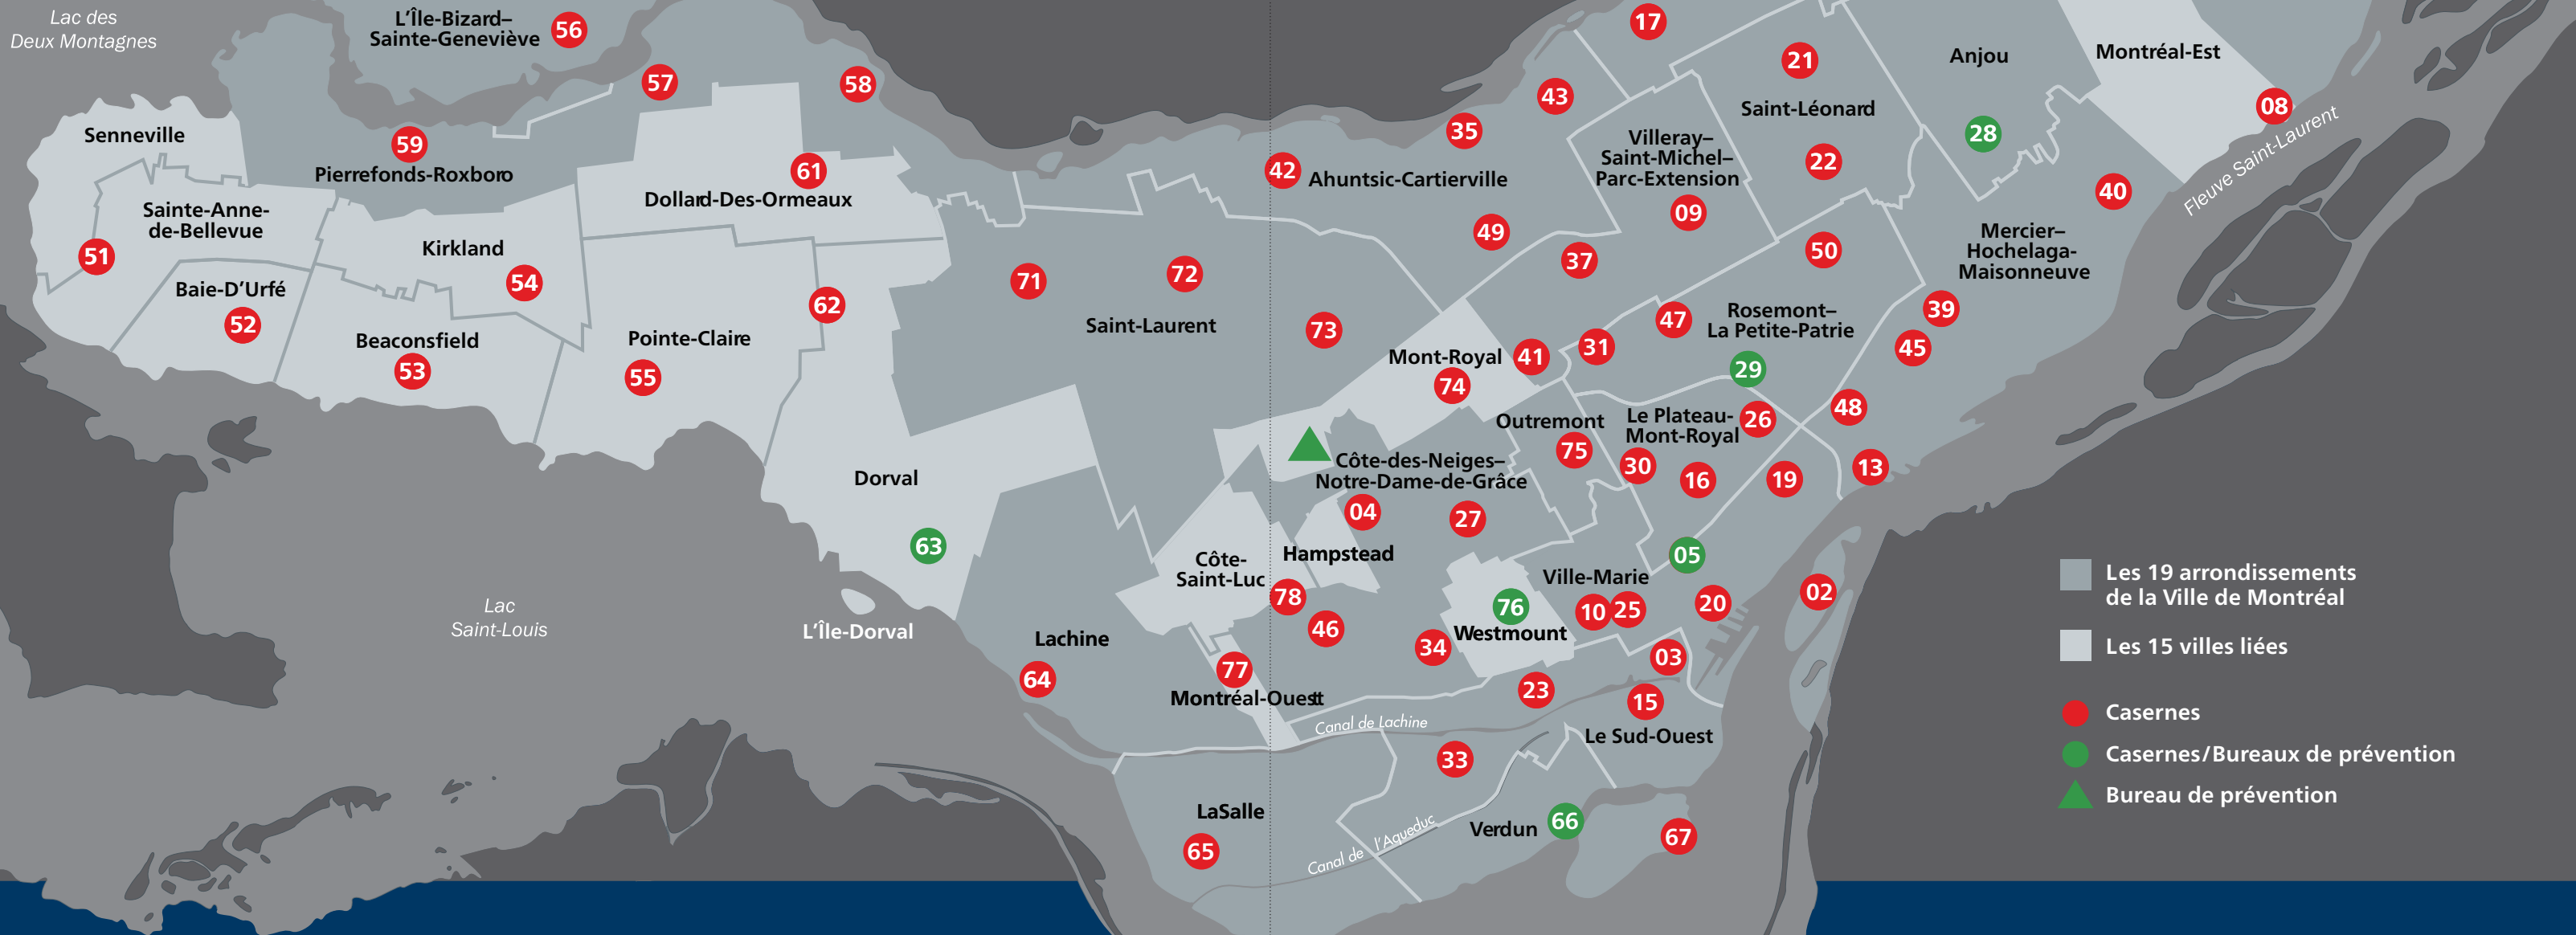 Lac des
Deux Montagnes
L'Île-Bizard–
Sainte-Geneviève
56
57
58
17
21
Anjou
Montréal-Est
43
08
Saint-Léonard
Senneville
35
28
59
Villeray–
Saint-Michel–
Parc-Extension
22
Fleuve Saint-Laurent
Pierrefonds-Roxboro
61
42
Ahuntsic-Cartierville
40
Dollard-Des-Ormeaux
Sainte-Anne-
de-Bellevue
09
49
Mercier–
Hochelaga-
Maisonneuve
51
Kirkland
50
37
54
Baie-D'Urfé
71
72
62
52
39
Saint-Laurent
73
47
Rosemont–
La Petite-Patrie
Beaconsfield
Pointe-Claire
45
31
Mont-Royal
41
53
55
74
29
48
Outremont
Le Plateau-
Mont-Royal
26
75
Côte-des-Neiges–
Notre-Dame-de-Grâce
30
13
Dorval
16
19
04
27
63
Hampstead
05
Côte-
Saint-Luc
Ville-Marie
Les 19 arrondissements
de la Ville de Montréal
78
76
10
25
20
02
Lac
Saint-Louis
L'Île-Dorval
Lachine
46
Westmount
34
Les 15 villes liées
03
64
77
Montréal-Ouest
23
15
Casernes
Canal de Lachine
Le Sud-Ouest
33
Casernes/Bureaux de prévention
Bureau de prévention
LaSalle
Verdun
66
67
65
Canal de l'Aqueduc